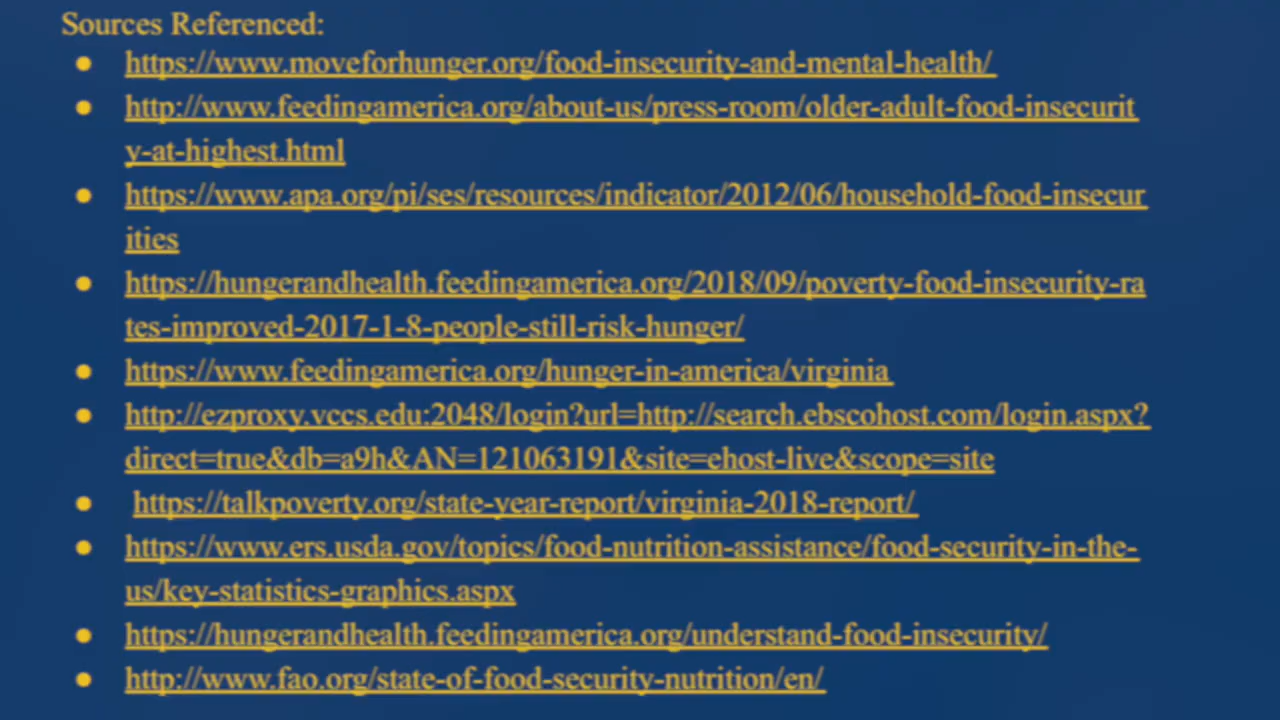 Sources Referenced:
● https://www.moveforhunger.org/food-insecurity-and-mental-health/
● http://www.feedingamerica.org/about-us/press-room/older-adult-food-insecurit
y-at-highest.html
● https://www.apa.org/pi/ses/resources/indicator/2012/06/household-food-insecur
ities
● https://hungerandhealth.feedingamerica.org/2018/09/poverty-food-insecurity-ra
tes-improved-2017-1-8-people-still-risk-hunger/
● https://www.feedingamerica.org/hunger-in-america/virginia
● http://ezproxy.vccs.edu:2048/login?url=http://search.ebscohost.com/login.aspx?
direct=true&db=a9h&AN=121063191&site=ehost-live&scope=site
● https://talkpoverty.org/state-year-report/virginia-2018-report/
● https://www.ers.usda.gov/topics/food-nutrition-assistance/food-security-in-the-
us/key-statistics-graphics.aspx
● https://hungerandhealth.feedingamerica.org/understand-food-insecurity/
● http://www.fao.org/state-of-food-security-nutrition/en/